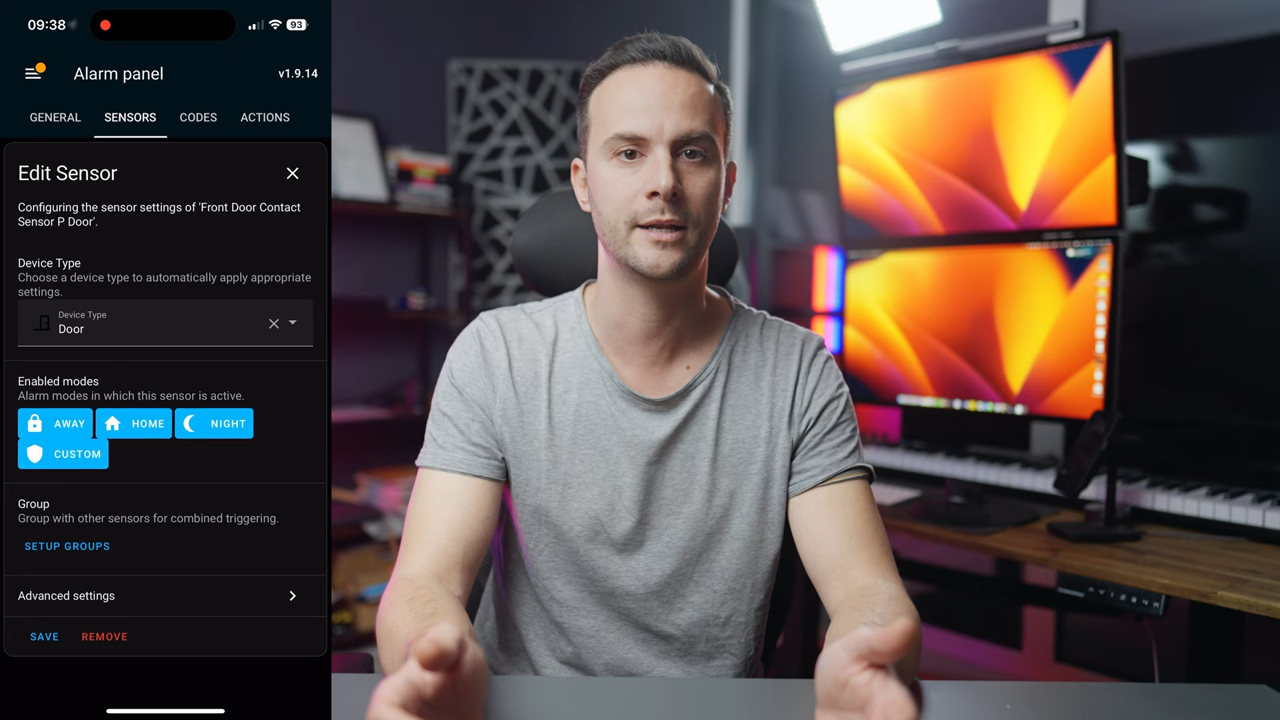 09:38
93
Alarm panel
v1.9.14
GENERAL SENSORS CODES ACTIONS
Edit Sensor
Configuring the sensor settings of 'Front Door Contact
Sensor P Door'.
Device Type
Choose a device type to automatically apply appropriate
settings.
Device Type
Door
Enabled modes
Alarm modes in which this sensor is active.
AWAY HOME NIGHT
CUSTOM
Group
Group with other sensors for combined triggering.
SETUP GROUPS
Advanced settings
SAVE REMOVE